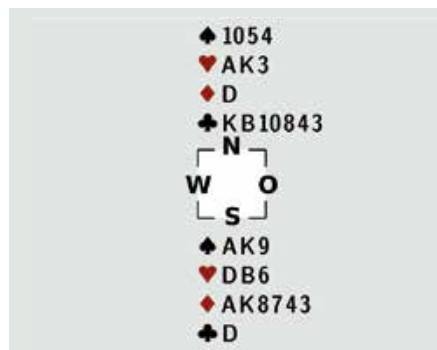 ♠ 1054
♥ AK3
♦ D
♣ KB10843
N
W O
S
♠ AK9
♥ DB6
♦ AK8743
♣ D